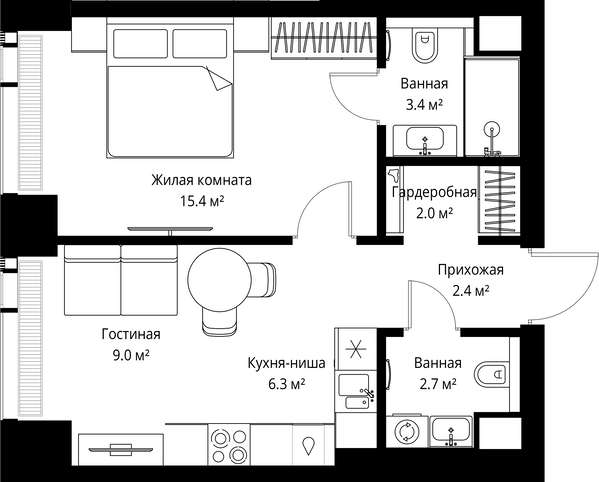 Ванная
3.4 м²
Жилая комната
15.4 м²
Гардеробная
2.0 м²
Прихожая
2.4 м²
Гостиная
9.0 м²
Кухня-ниша
6.3 м²
Ванная
2.7 м²